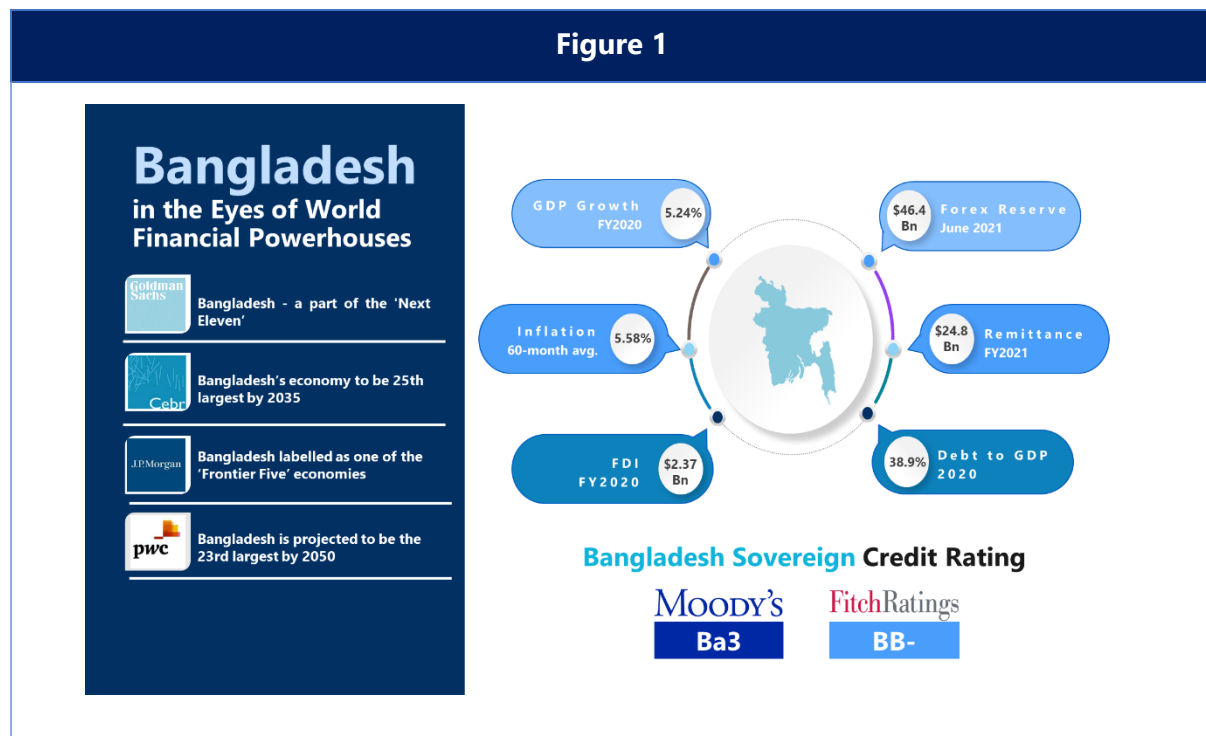 Figure 1
Bangladesh
in the Eyes of World
Financial Powerhouses
Goldman
Sachs
Bangladesh - a part of the 'Next
Eleven’
Cebr
Bangladesh’s economy to be 25th
largest by 2035
J.P.Morgan
Bangladesh labelled as one of the
‘Frontier Five’ economies
pwc
Bangladesh is projected to be the
23rd largest by 2050
GDP Growth
FY2020
5.24%
$46.4
Bn
Forex Reserve
June 2021
Inflation
60-month avg.
5.58%
$24.8
Bn
Remittance
FY2021
FDI
FY2020
$2.37
Bn
38.9%
Debt to GDP
2020
Bangladesh Sovereign Credit Rating
MOODY’S
Ba3
FitchRatings
BB-